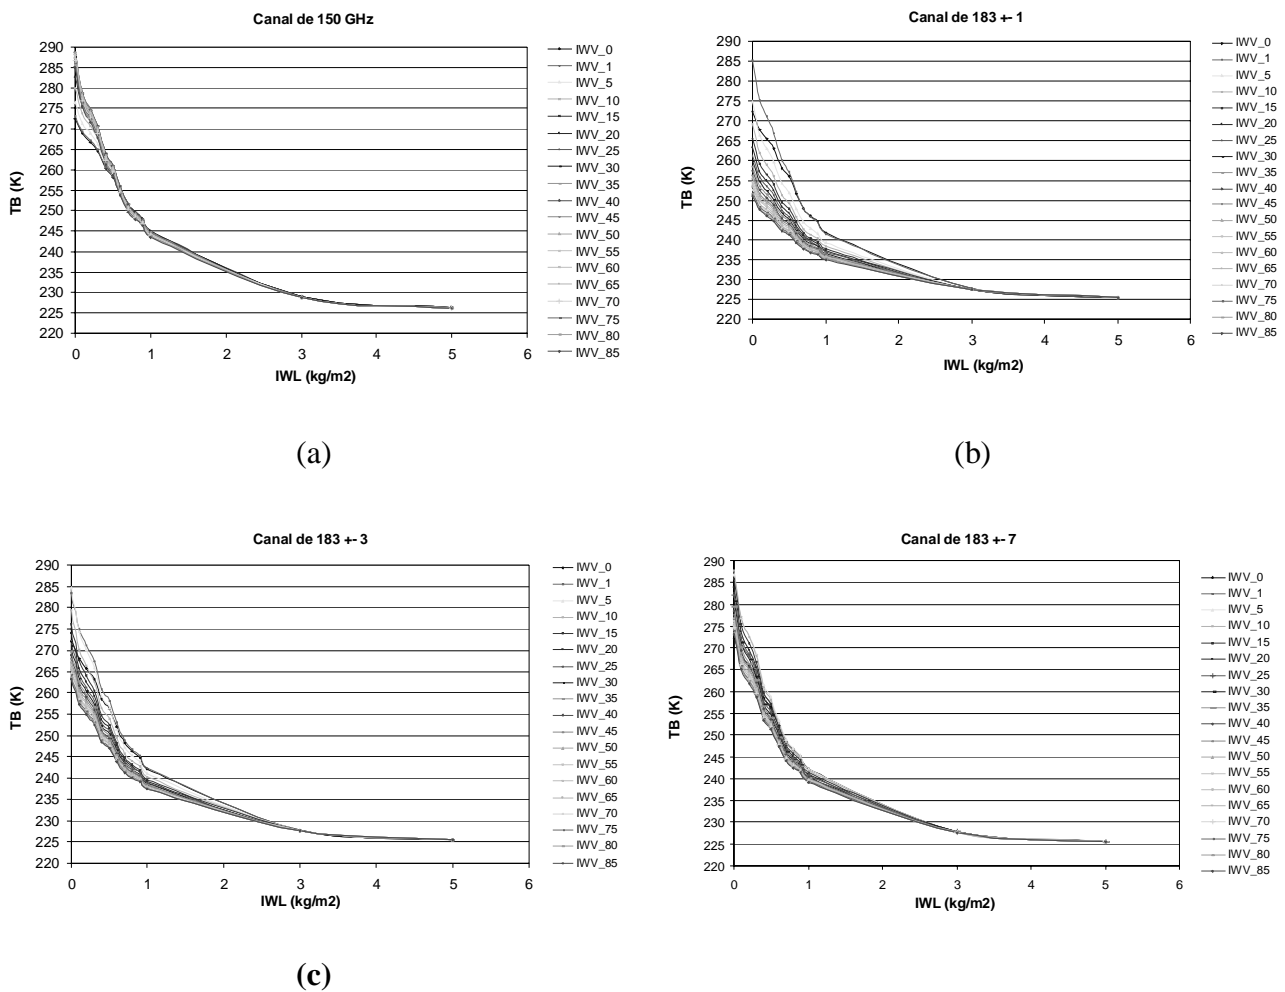 Canal de 150 GHz
290
285
280
275
270
265
260
255
250
245
240
235
230
225
220
TB (K)
0 1 2 3 4 5 6
IWL (kg/m2)
IWV_0
IWV_1
IWV_5
IWV_10
IWV_15
IWV_20
IWV_25
IWV_30
IWV_35
IWV_40
IWV_45
IWV_50
IWV_55
IWV_60
IWV_65
IWV_70
IWV_75
IWV_80
IWV_85
(a)
Canal de 183 +- 1
290
285
280
275
270
265
260
255
250
245
240
235
230
225
220
TB (K)
0 1 2 3 4 5 6
IWL (kg/m2)
IWV_0
IWV_1
IWV_5
IWV_10
IWV_15
IWV_20
IWV_25
IWV_30
IWV_35
IWV_40
IWV_45
IWV_50
IWV_55
IWV_60
IWV_65
IWV_70
IWV_75
IWV_80
IWV_85
(b)
Canal de 183 +- 3
290
285
280
275
270
265
260
255
250
245
240
235
230
225
220
TB (K)
0 1 2 3 4 5 6
IWL (kg/m2)
IWV_0
IWV_1
IWV_5
IWV_10
IWV_15
IWV_20
IWV_25
IWV_30
IWV_35
IWV_40
IWV_45
IWV_50
IWV_55
IWV_60
IWV_65
IWV_70
IWV_75
IWV_80
IWV_85
(c)
Canal de 183 +- 7
290
285
280
275
270
265
260
255
250
245
240
235
230
225
220
TB (K)
0 1 2 3 4 5 6
IWL (kg/m2)
IWV_0
IWV_1
IWV_5
IWV_10
IWV_15
IWV_20
IWV_25
IWV_30
IWV_35
IWV_40
IWV_45
IWV_50
IWV_55
IWV_60
IWV_65
IWV_70
IWV_75
IWV_80
IWV_85